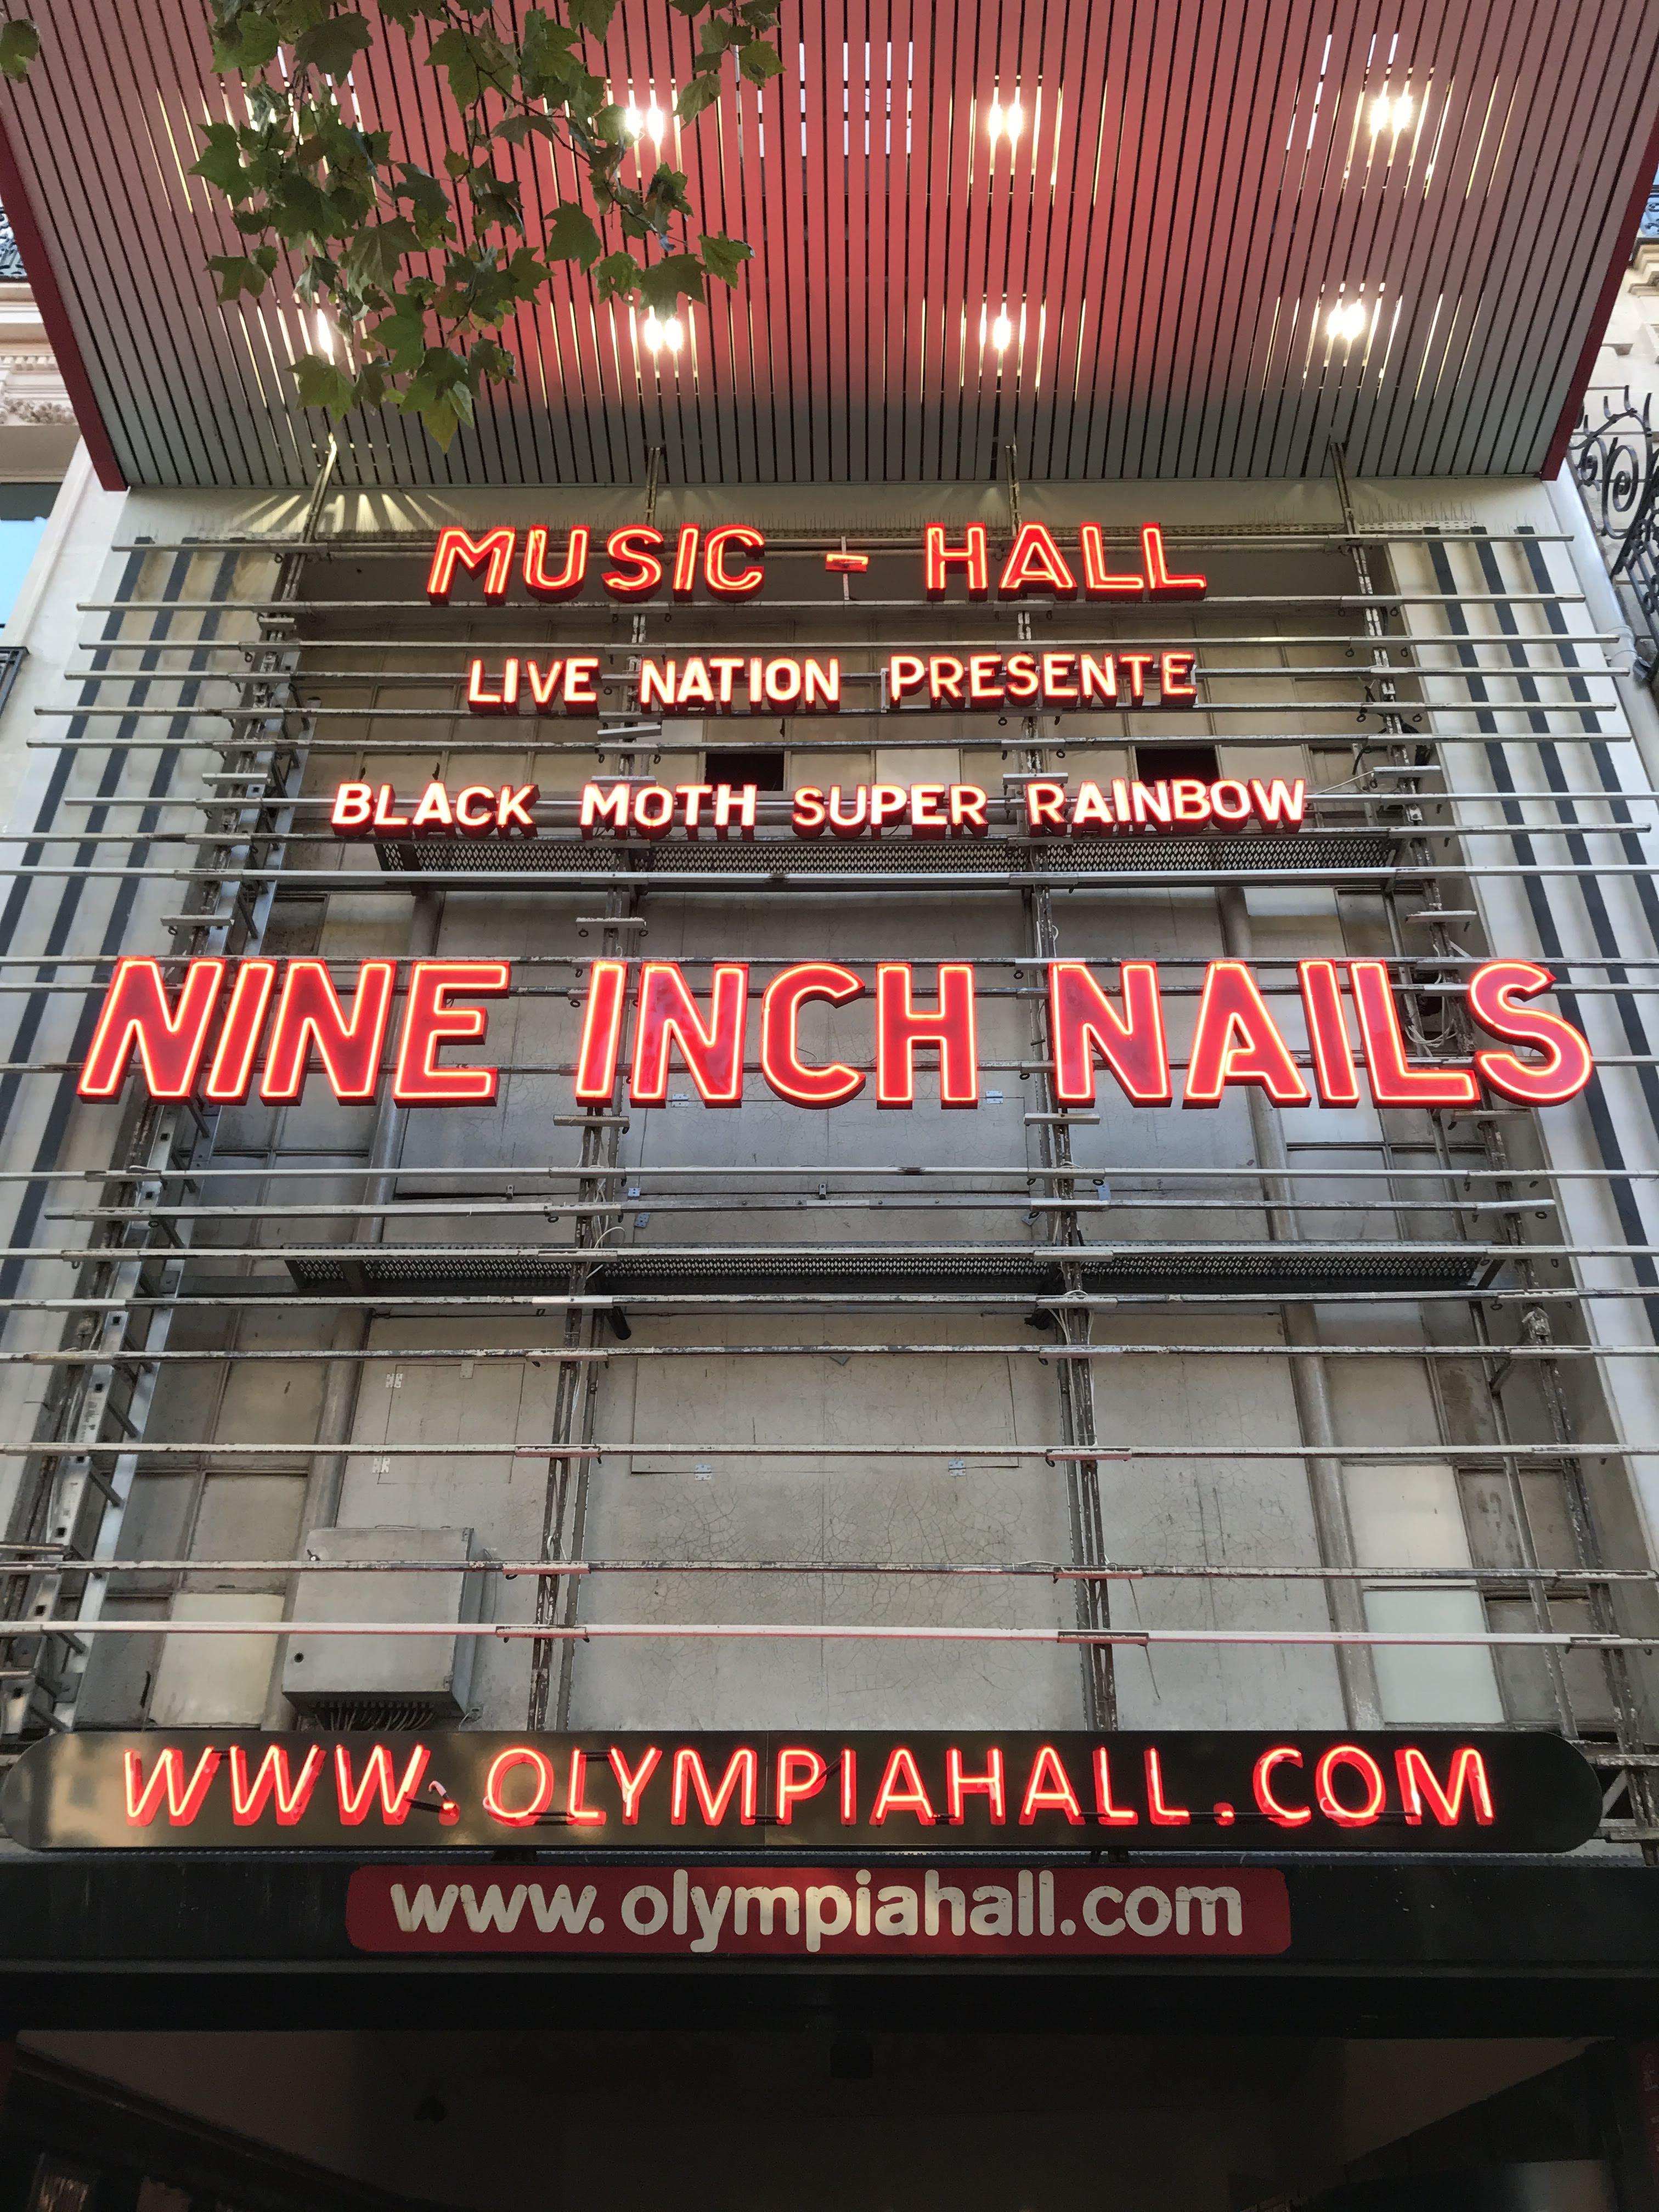 MUSIC - HALL
LIVE NATION PRESENTE
BLACK MOTH SUPER RAINBOW
NINE INCH NAILS
WWW.OLYMPIAHALL.COM
www.olympiahall.com